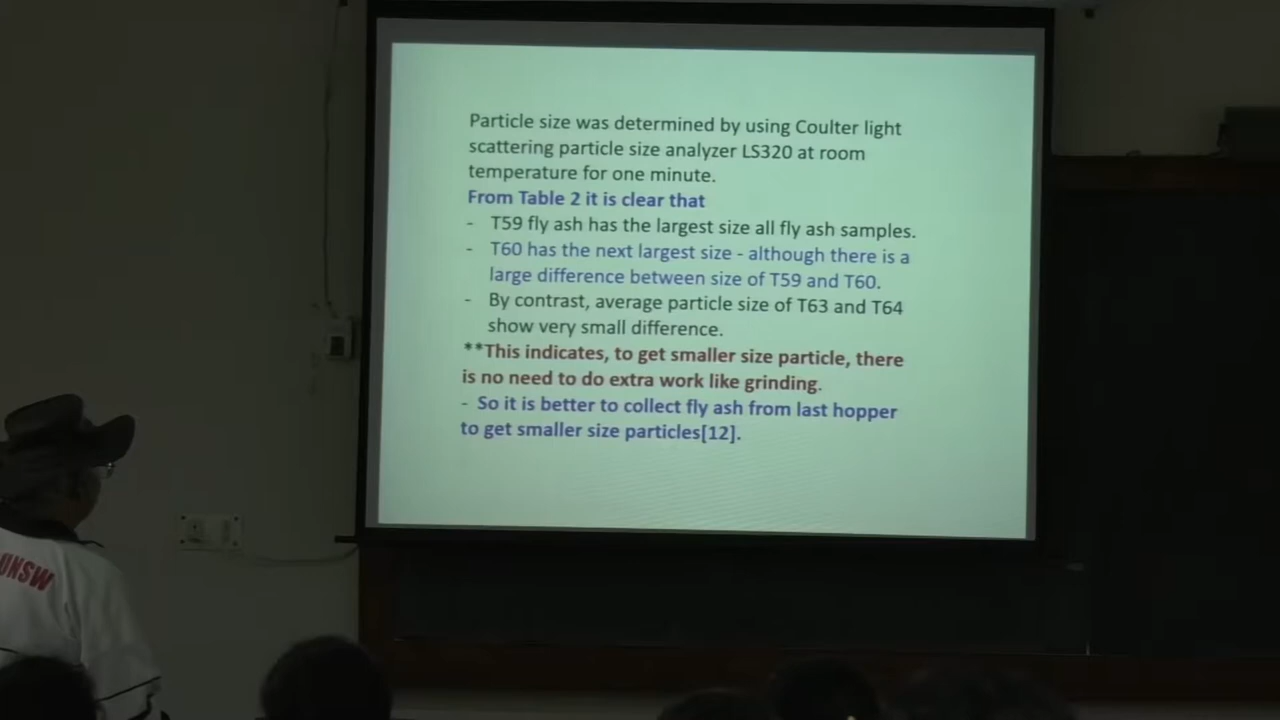 Particle size was determined by using Coulter light
scattering particle size analyzer LS320 at room
temperature for one minute.
From Table 2 it is clear that
- T59 fly ash has the largest size all fly ash samples.
- T60 has the next largest size - although there is a
large difference between size of T59 and T60.
- By contrast, average particle size of T63 and T64
show very small difference.
**This indicates, to get smaller size particle, there
is no need to do extra work like grinding.
- So it is better to collect fly ash from last hopper
to get smaller size particles[12].
UNSW